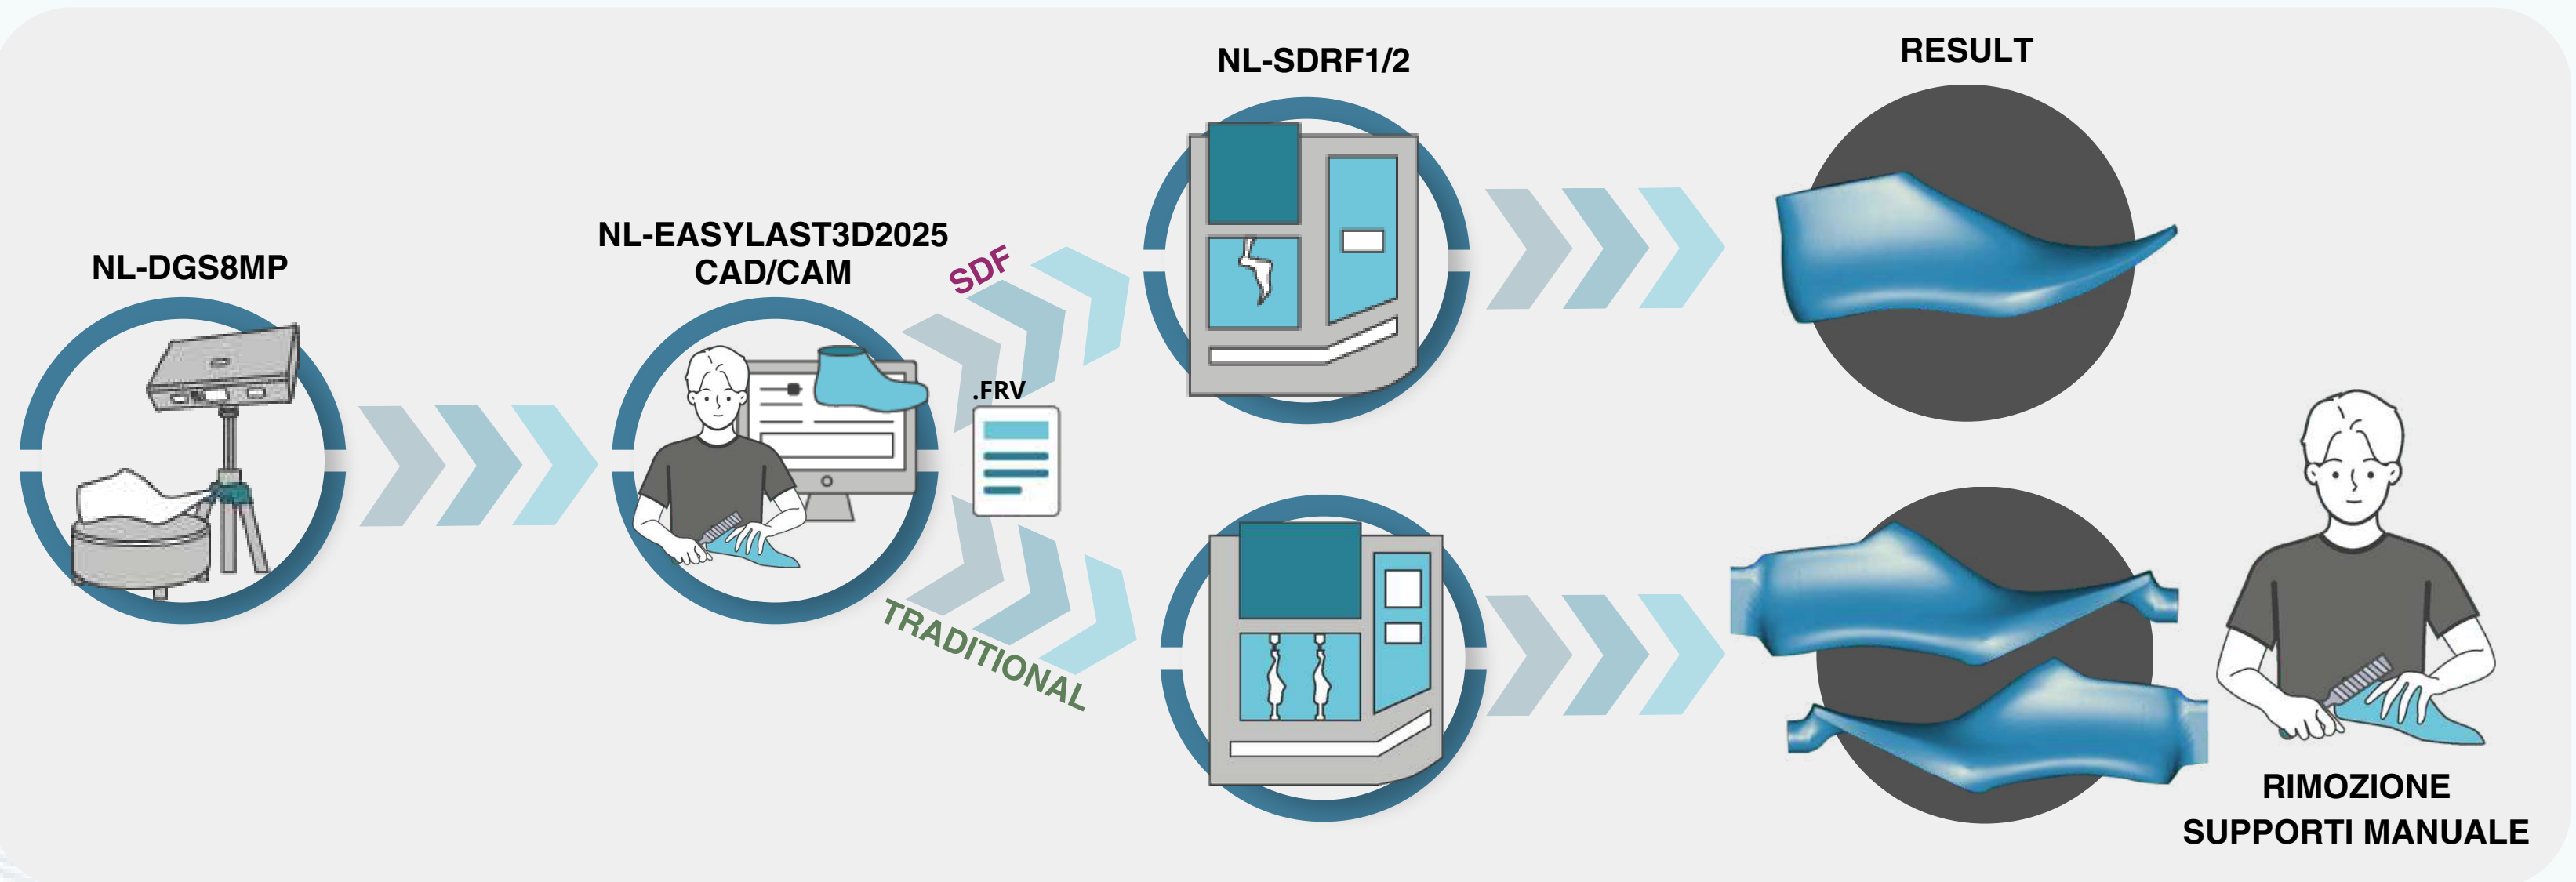 NL-DGS8MP
NL-EASYLAST3D2025
CAD/CAM
SDF
.FRV
TRADITIONAL
NL-SDRF1/2
RESULT
RIMOZIONE
SUPPORTI MANUALE